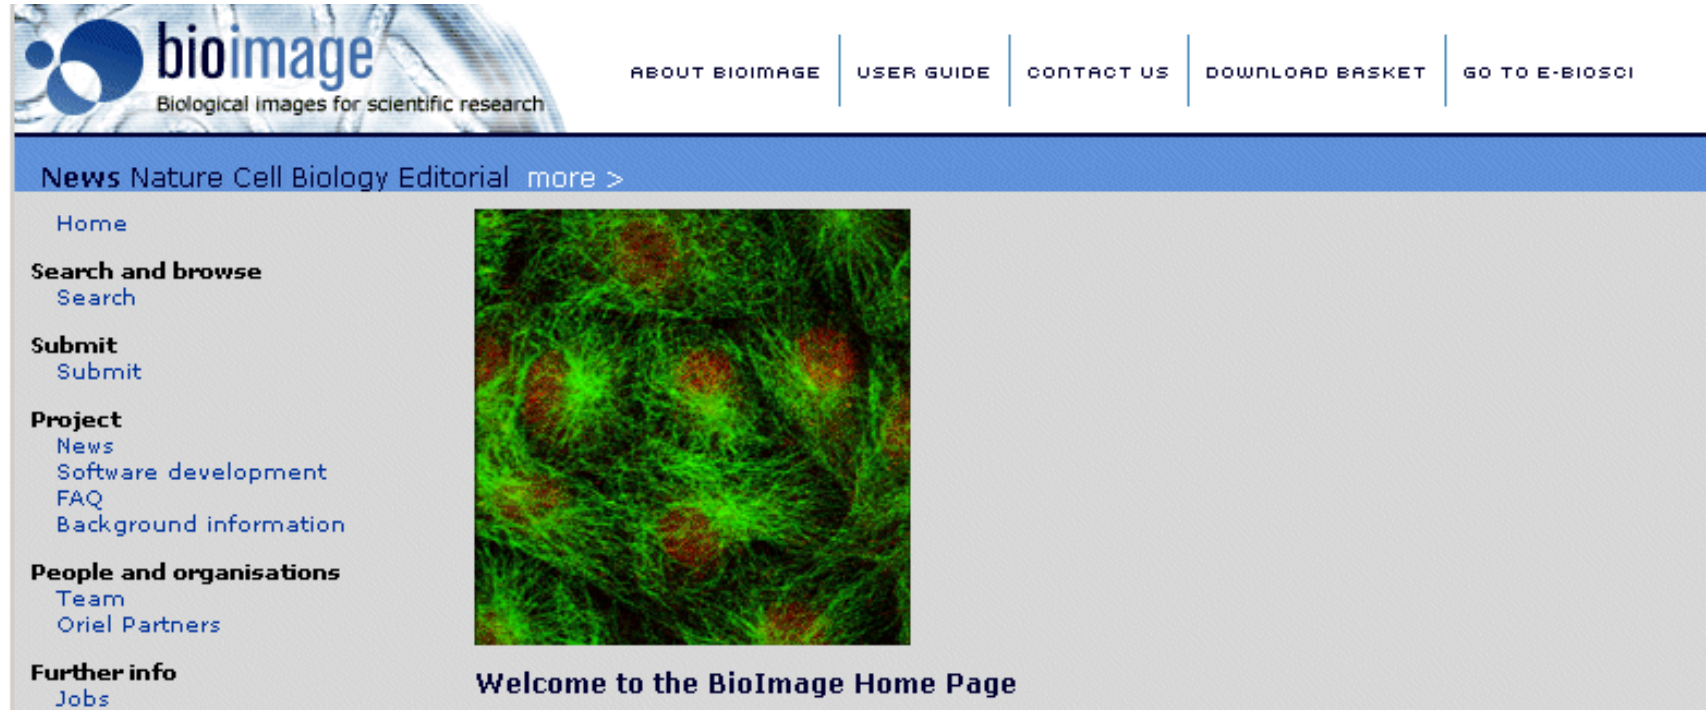 bioimage
Biological images for scientific research
ABOUT BIOIMAGE
USER GUIDE
CONTACT US
DOWNLOAD BASKET
GO TO E-BIOSCI
News Nature Cell Biology Editorial more >
Home
Search and browse
Search
Submit
Submit
Project
News
Software development
FAQ
Background information
People and organisations
Team
Oriel Partners
Further info
Jobs
Welcome to the BioImage Home Page